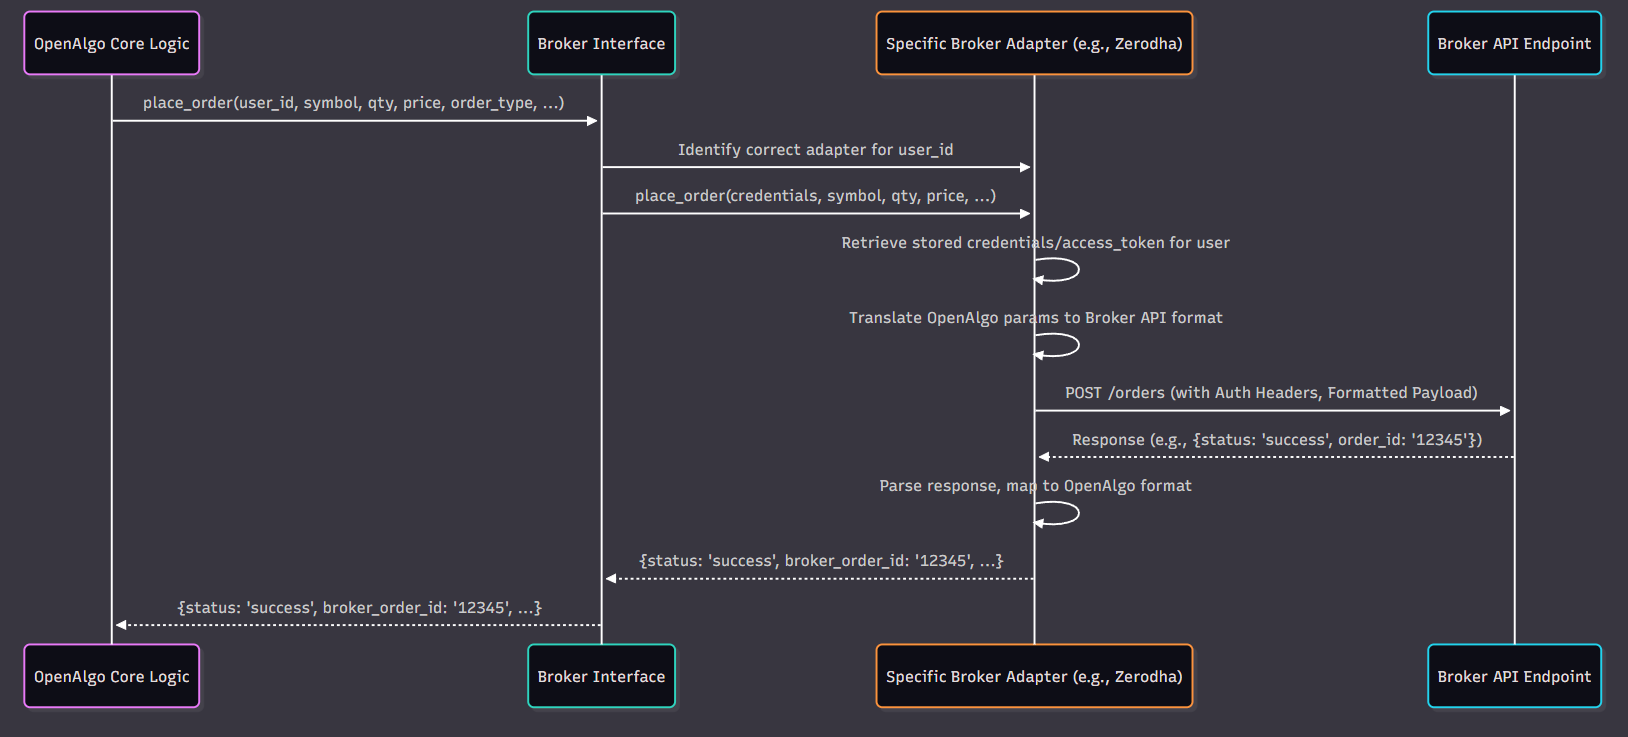 OpenAlgo Core Logic
Broker Interface
Specific Broker Adapter (e.g., Zerodha)
Broker API Endpoint
place_order(user_id, symbol, qty, price, order_type, ...)
Identify correct adapter for user_id
place_order(credentials, symbol, qty, price, ...)
Retrieve stored credentials/access_token for user
Translate OpenAlgo params to Broker API format
POST /orders (with Auth Headers, Formatted Payload)
Response (e.g., {status: 'success', order_id: '12345'})
Parse response, map to OpenAlgo format
{status: 'success', broker_order_id: '12345', ...}
{status: 'success', broker_order_id: '12345', ...}
OpenAlgo Core Logic
Broker Interface
Specific Broker Adapter (e.g., Zerodha)
Broker API Endpoint